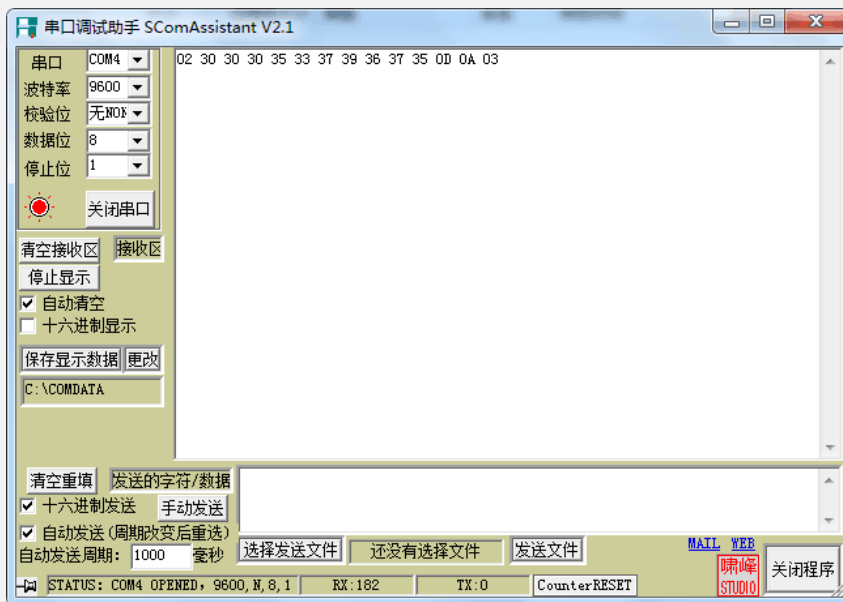 串口调试助手 SComAssistant V2.1
串口 COM4
波特率 9600
校验位 无NON
数据位 8
停止位 1
关闭串口
清空接收区 接收区
停止显示
自动清空
十六进制显示
保存显示数据 更改
C:\COMDATA
02 30 30 30 35 33 37 39 36 37 35 0D 0A 03
清空重填 发送的字符/数据
十六进制发送 手动发送
自动发送(周期改变后重选)
自动发送周期: 1000 毫秒 选择发送文件 还没有选择文件 发送文件
MAIL WEB
啸峰
STUDIO
关闭程序
STATUS: COM4 OPENED, 9600,N,8,1 RX:182 TX:0 CounterRESET